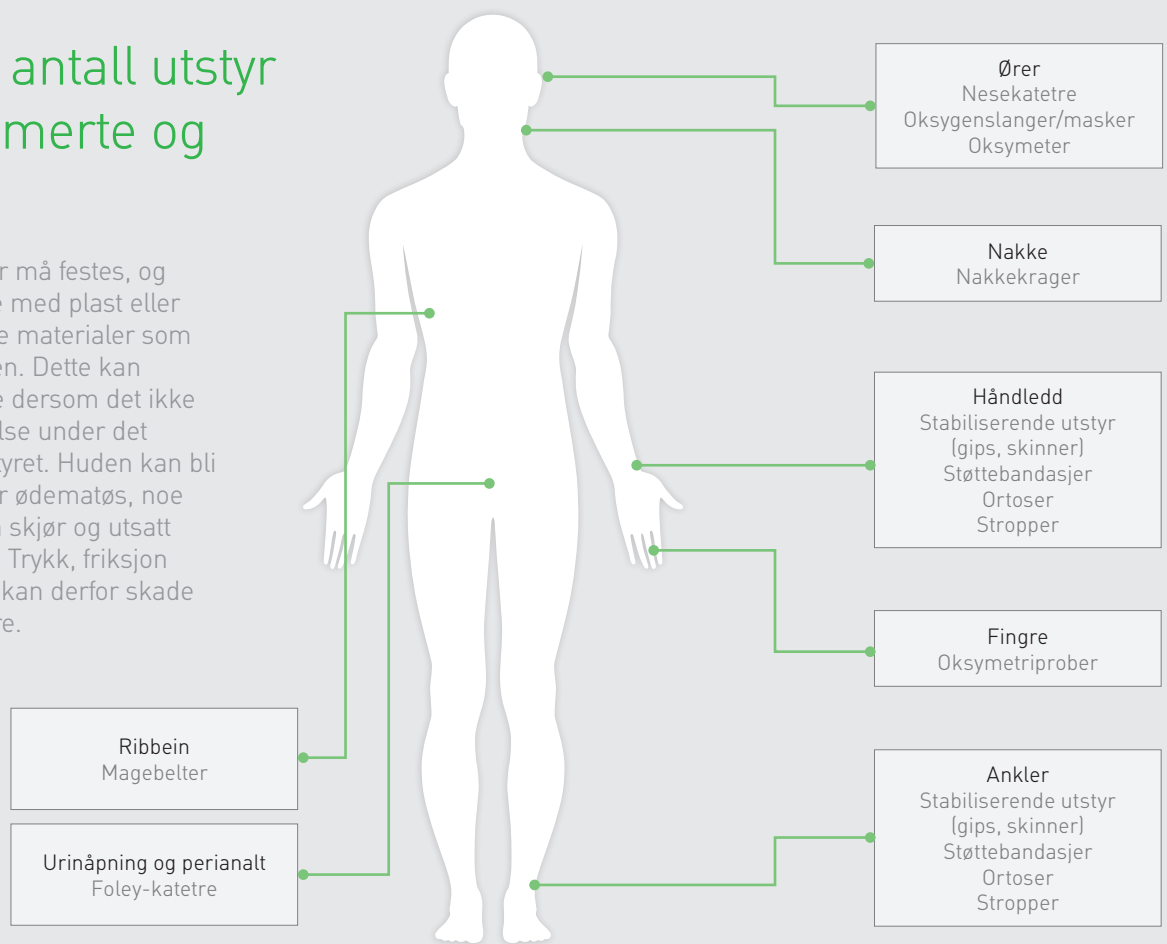 antall utstyr
merte og
r må festes, og
e med plast eller
e materialer som
en. Dette kan
e dersom det ikke
lse under det
tyret. Huden kan bli
r ødematøs, noe
n skjør og utsatt
. Trykk, friksjon
kan derfor skade
re.
Ører
Nesekatetre
Oksygenslanger/masker
Oksymeter
Nakke
Nakkekrager
Håndledd
Stabiliserende utstyr
(gips, skinner)
Støttebandasjer
Ortoser
Stropper
Fingre
Oksymetriprober
Ribbein
Magebelter
Urinåpning og perianalt
Foley-katetre
Ankler
Stabiliserende utstyr
(gips, skinner)
Støttebandasjer
Ortoser
Stropper